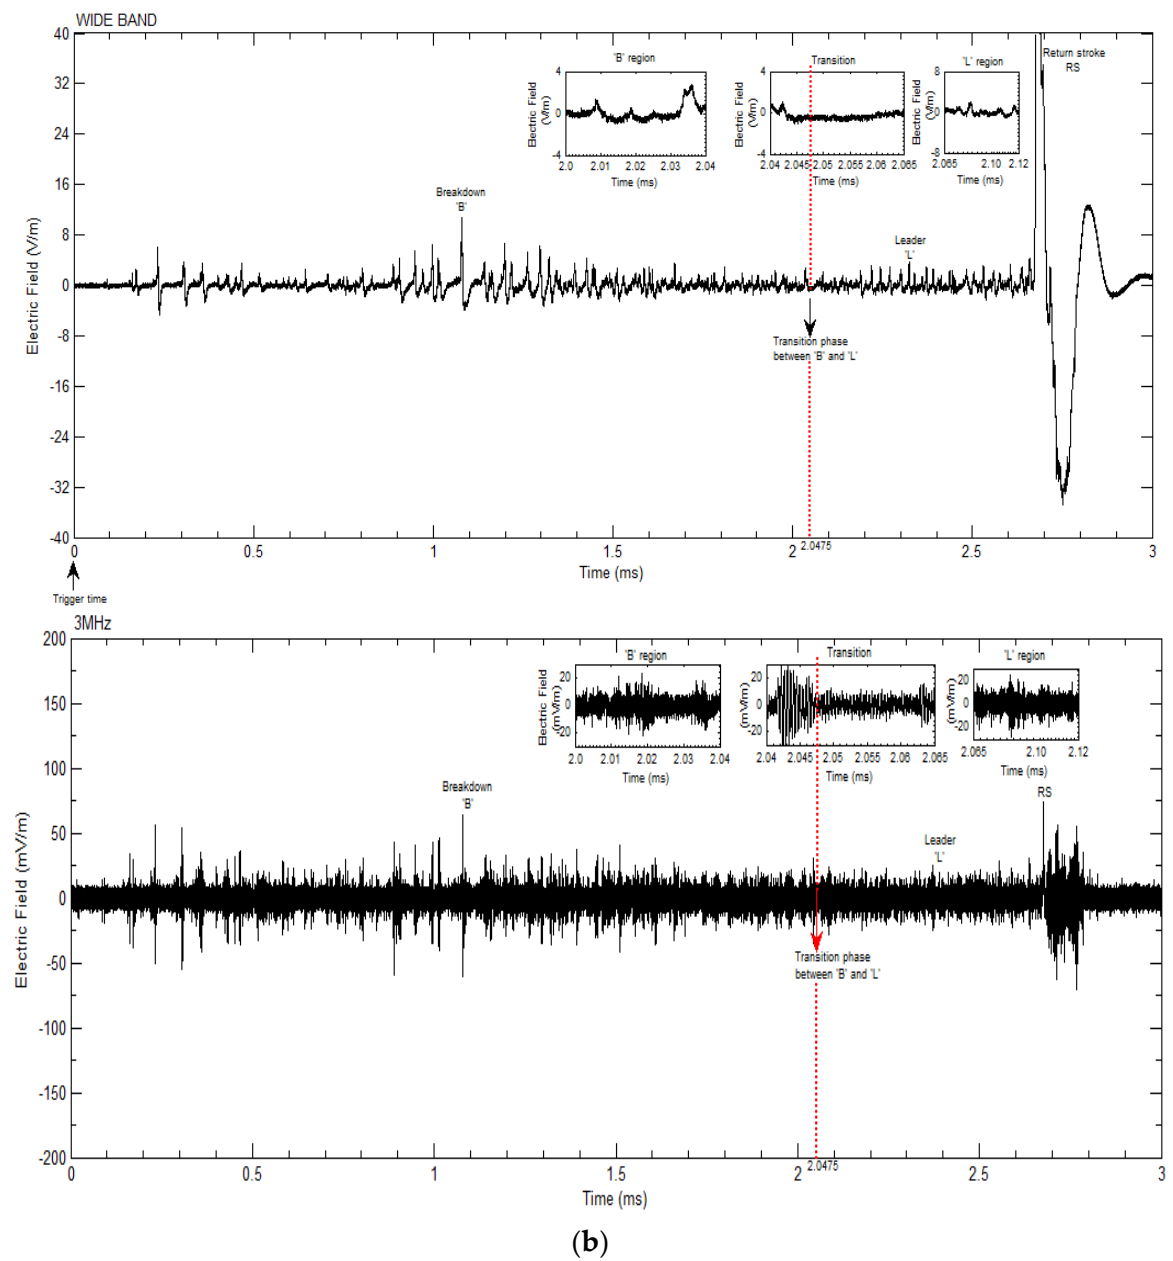 WIDE BAND
40
32
24
16
8
0
-8
-16
-24
-32
-40
Electric Field (V/m)
'B' region
4
0
-4
Electric Field
(V/m)
2.0 2.01 2.02 2.03 2.04
Time (ms)
Transition
4
0
-4
Electric Field
(V/m)
2.04 2.045 2.05 2.055 2.06 2.065
Time (ms)
'L' region
8
0
-8
Electric Field
(V/m)
2.065 2.10 2.12
Time (ms)
Return stroke
RS
Breakdown
'B'
Leader
'L'
Transition phase
between 'B' and 'L'
0 0.5 1 1.5 2 2.0475 2.5 3
Time (ms)
Trigger time
3MHz
200
150
100
50
0
-50
-100
-150
-200
Electric Field (mV/m)
'B' region
20
0
-20
Electric Field
(mV/m)
2.0 2.01 2.02 2.03 2.04
Time (ms)
Transition
20
0
-20
(mV/m)
2.04 2.045 2.05 2.055 2.06 2.065
Time (ms)
'L' region
20
0
-20
(mV/m)
2.065 2.10 2.12
Time (ms)
Breakdown
'B'
Leader
'L'
RS
Transition phase
between 'B' and 'L'
0 0.5 1 1.5 2 2.0475 2.5 3
Time (ms)
(b)